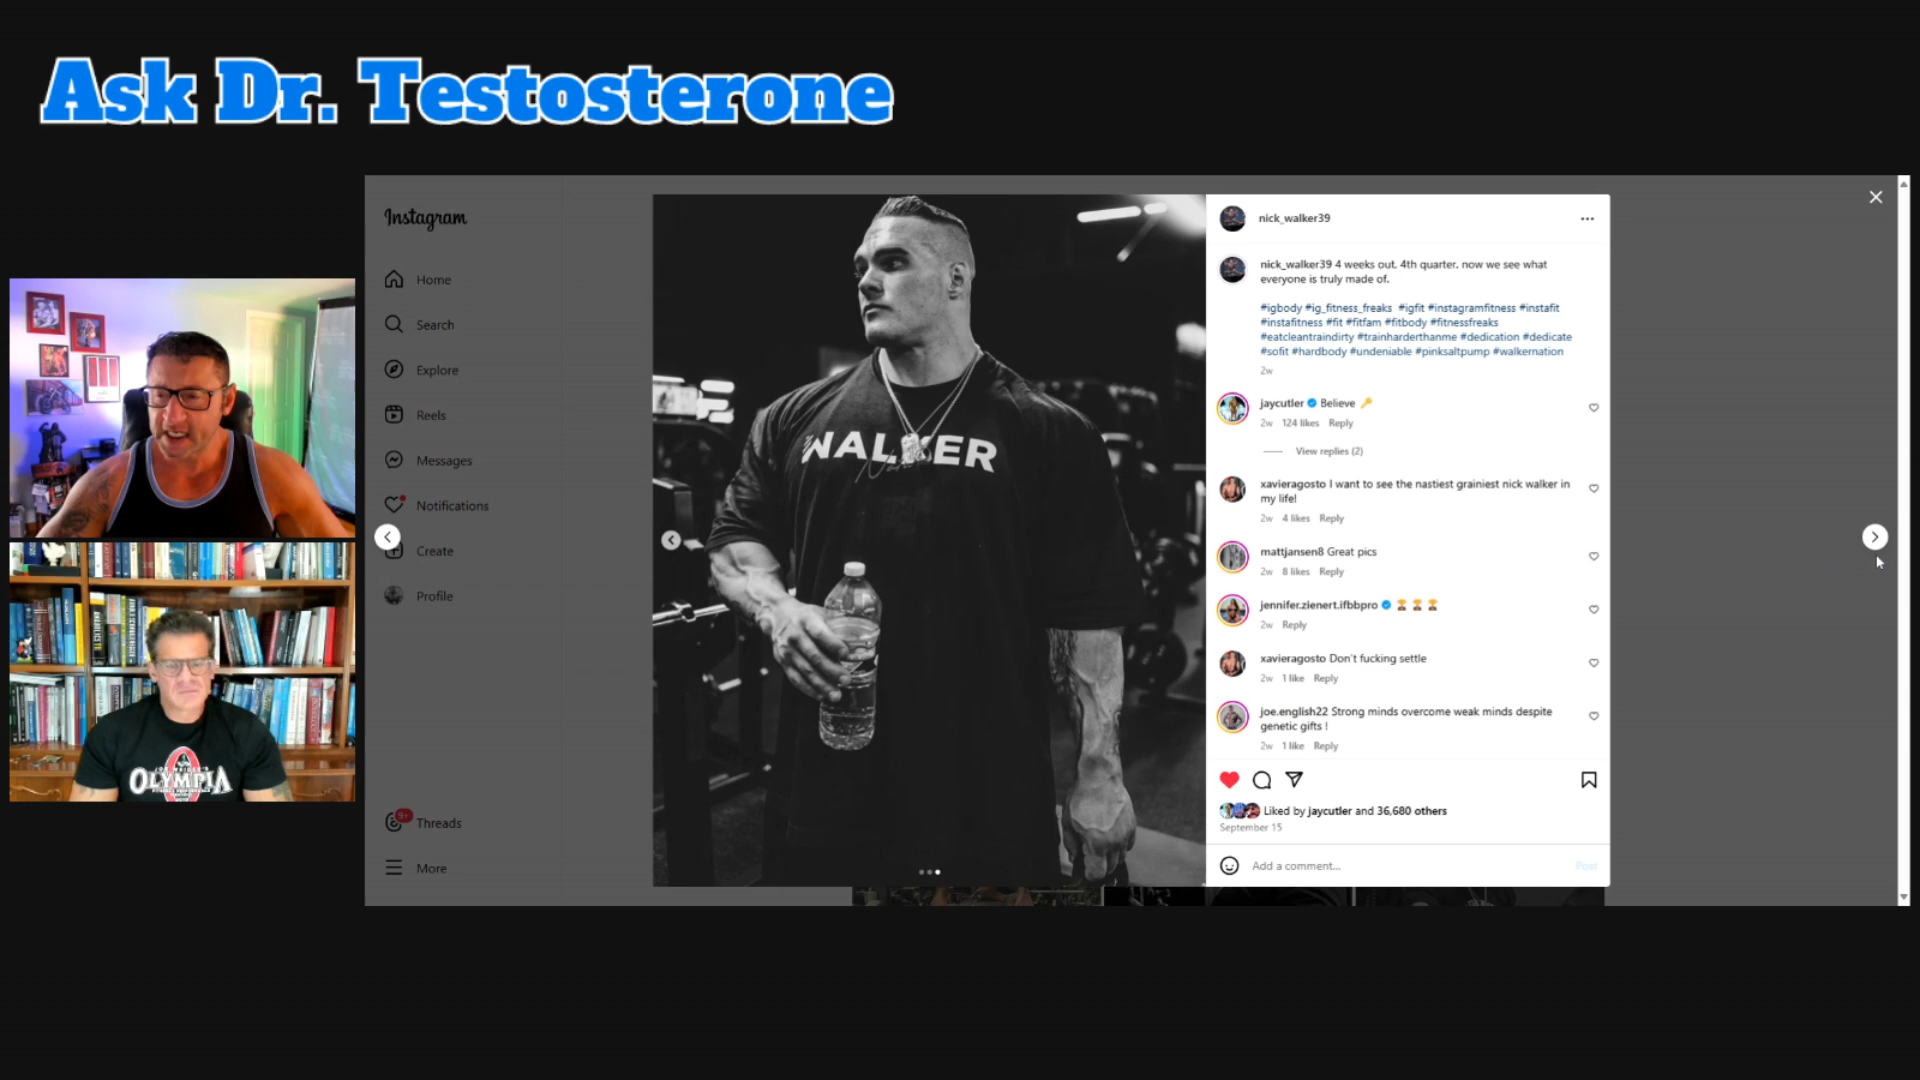 Ask Dr. Testosterone
Instagram
Home
Search
Explore
Reels
Messages
Notifications
Create
Profile
9+
Threads
More
WALKER
OLYMPIA
nick_walker39
nick_walker39 4 weeks out. 4th quarter. now we see what
everyone is truly made of.
#igbody #ig_fitness_freaks #igfit #instagramfitness #instafit
#instafitness #fit #fitfam #fitbody #fitnessfreaks
#eatcleantraindirty #trainharderthanme #dedication #dedicate
#sofit #hardbody #undeniable #pinksaltpump #walkernation
2w
jaycutler Believe 🔑
2w 124 likes Reply
View replies (2)
xavieragosto I want to see the nastiest grainiest nick walker in
my life!
2w 4 likes Reply
mattjansen8 Great pics
2w 8 likes Reply
jennifer.zienert.ifbbpro 🏆🏆🏆
2w Reply
xavieragosto Don't fucking settle
2w 1 like Reply
joe.english22 Strong minds overcome weak minds despite
genetic gifts !
2w 1 like Reply
Liked by jaycutler and 36,680 others
September 15
Add a comment...
Post